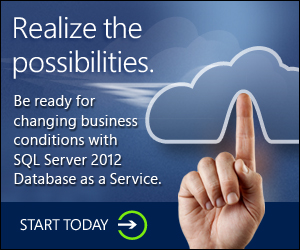 Realize the
possibilities.
Be ready for
changing business
conditions with
SQL Server 2012
Database as a Service.
START TODAY